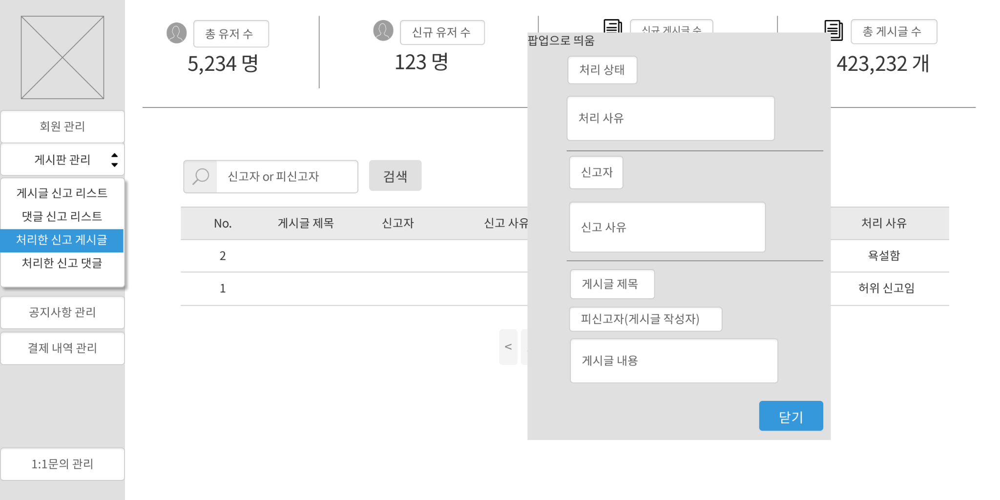 총 유저 수
5,234 명
신규 유저 수
123 명
신규 게시글 수
총 게시글 수
423,232 개
회원 관리
게시판 관리
게시글 신고 리스트
댓글 신고 리스트
처리한 신고 게시글
처리한 신고 댓글
공지사항 관리
결제 내역 관리
1:1문의 관리
신고자 or 피신고자
검색
No. 게시글 제목 신고자 신고 사유 처리 사유
2 욕설함
1 허위 신고임
<
팝업으로 띄움
처리 상태
처리 사유
신고자
신고 사유
게시글 제목
피신고자(게시글 작성자)
게시글 내용
닫기